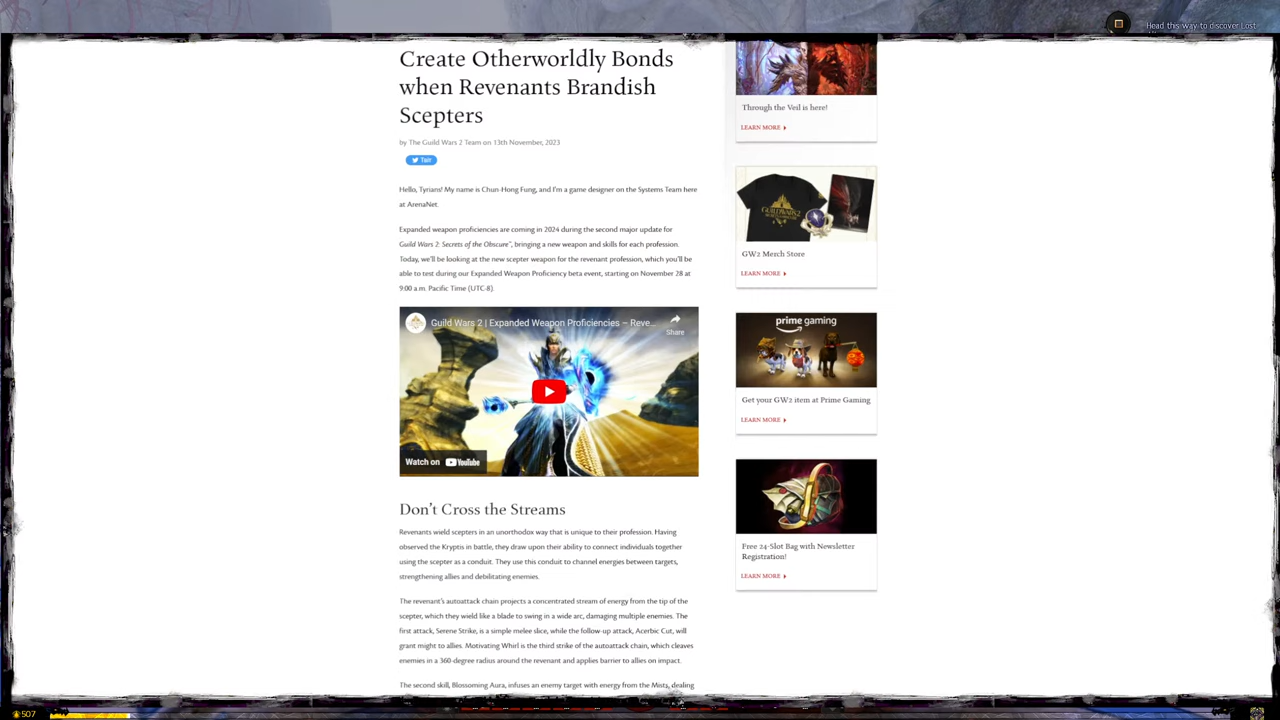 Head this way to discover Lost
Create Otherworldly Bonds
when Revenants Brandish
Scepters
by The Guild Wars 2 Team on 13th November, 2023
Hello, Tyrians! My name is Chun-Hong Fung, and I'm a game designer on the Systems Team here
at ArenaNet.
Expanded weapon proficiencies are coming in 2024 during the second major update for
Guild Wars 2: Secrets of the Obscure™, bringing a new weapon and skills for each profession.
Today, we'll be looking at the new scepter weapon for the revenant profession, which you'll be
able to test during our Expanded Weapon Proficiency beta event, starting on November 28 at
9:00 a.m. Pacific Time (UTC-8).
Guild Wars 2 | Expanded Weapon Proficiencies – Reve...
Share
Watch on YouTube
Don't Cross the Streams
Revenants wield scepters in an unorthodox way that is unique to their profession. Having
observed the Kryptis in battle, they draw upon their ability to connect individuals together
using the scepter as a conduit. They use this conduit to channel energies between targets,
strengthening allies and debilitating enemies.
The revenant's autoattack chain projects a concentrated stream of energy from the tip of the
scepter, which they wield like a blade to swing in a wide arc, damaging multiple enemies. The
first attack, Serene Strike, is a simple melee slice, while the follow-up attack, Acerbic Cut, will
grant might to allies. Motivating Whirl is the third strike of the autoattack chain, which cleaves
enemies in a 360-degree radius around the revenant and applies barrier to allies on impact.
The second skill, Blossoming Aura, infuses an enemy target with energy from the Mists, dealing
Through the Veil is here!
LEARN MORE
GUILD WARS 2
GW2 Merch Store
LEARN MORE
prime gaming
Get your GW2 item at Prime Gaming
LEARN MORE
Free 24-Slot Bag with Newsletter
Registration!
LEARN MORE
507